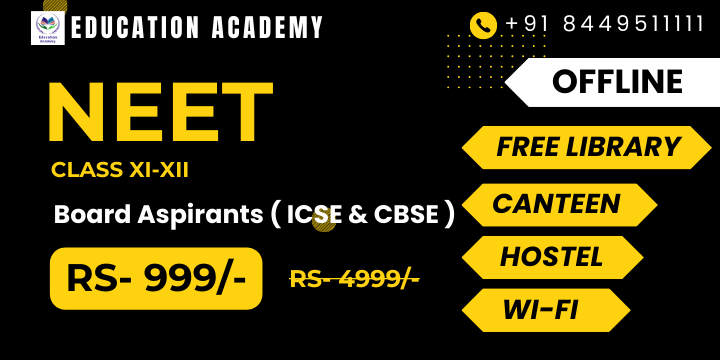 EDUCATION ACADEMY
+91 8449511111
OFFLINE
NEET
CLASS XI-XII
Board Aspirants ( ICSE & CBSE )
RS- 999/-
RS- 4999/-
FREE LIBRARY
CANTEEN
HOSTEL
WI-FI